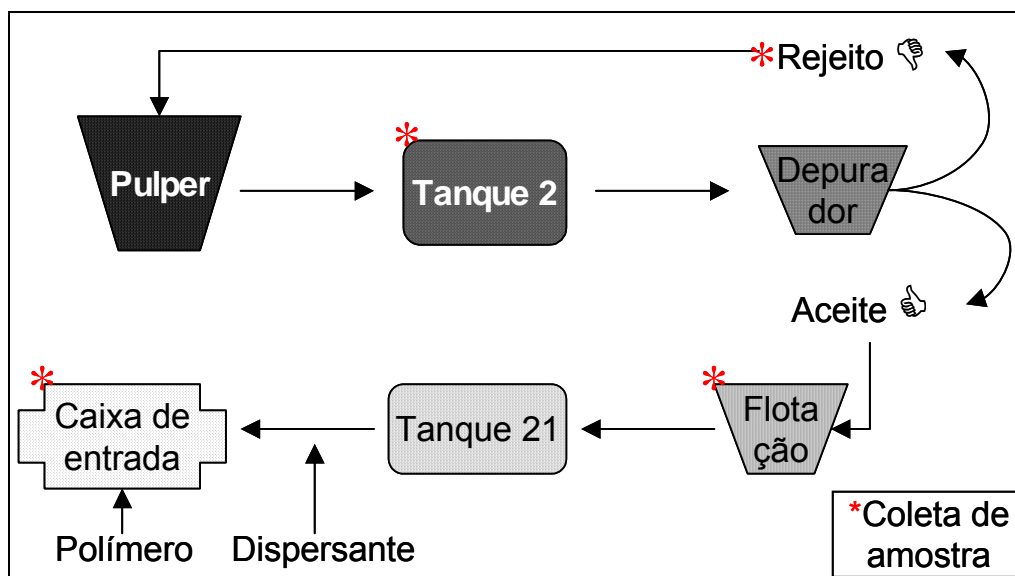 *Rejeito 👎
Pulper
*
Tanque 2
Depura
dor
Aceite 👍
*
Caixa de
entrada
Tanque 21
*
Flota
ção
Polímero
Dispersante
*Coleta de
amostra